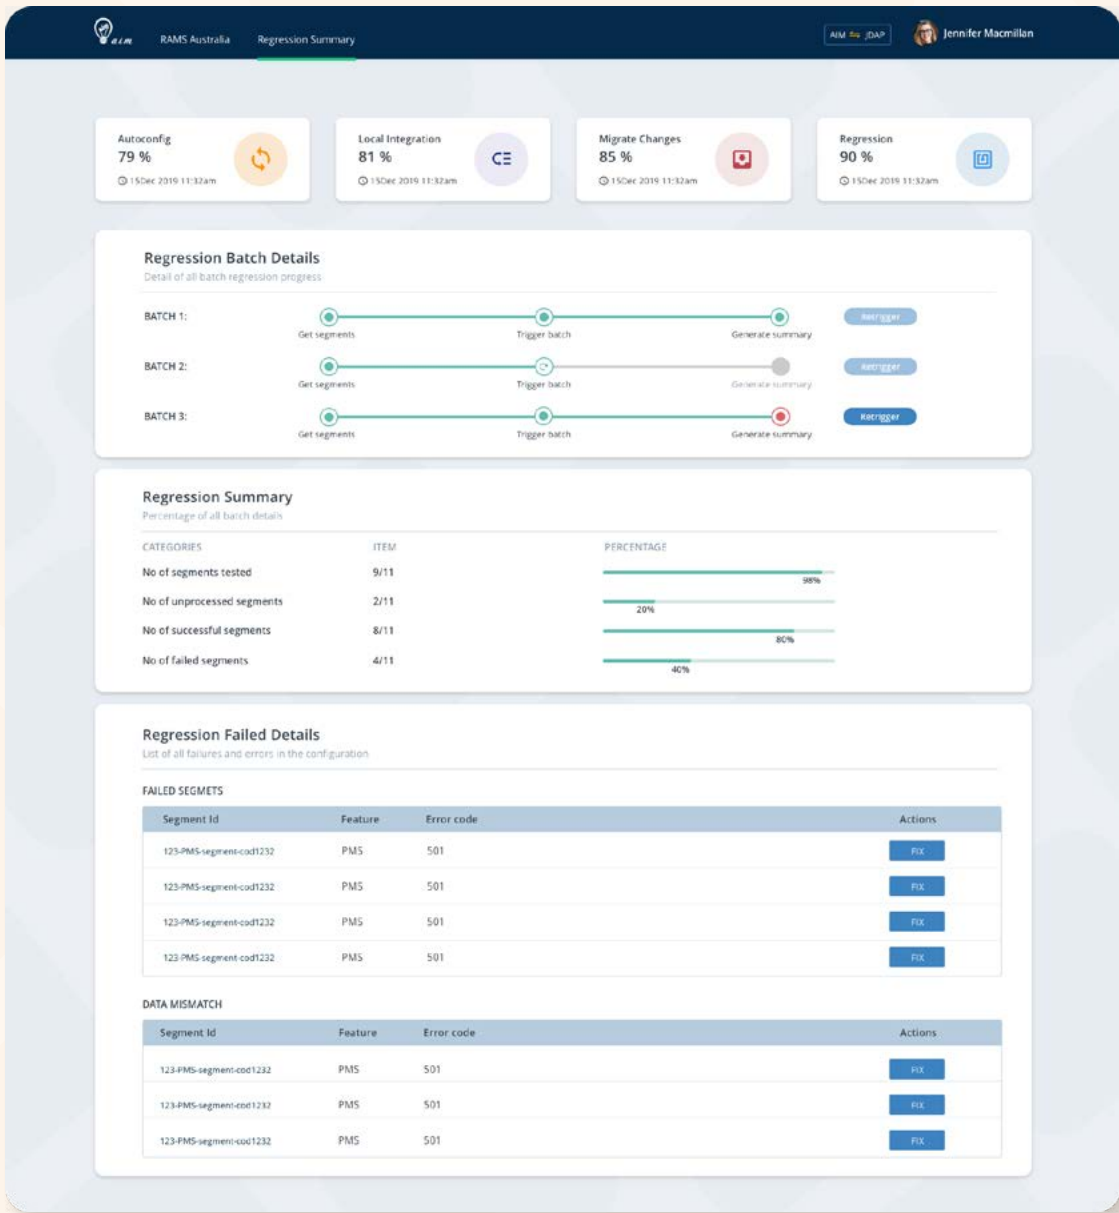 aim RAMS Australia Regression Summary AIM JDAP Jennifer Macmillan
Autoconfig
79 %
15Dec 2019 11:32am
Local Integration
81 %
15Dec 2019 11:32am
Migrate Changes
85 %
15Dec 2019 11:32am
Regression
90 %
15Dec 2019 11:32am
Regression Batch Details
Detail of all batch regression progress
BATCH 1: Retrigger
Get segments Trigger batch Generate summary
BATCH 2: Retrigger
Get segments Trigger batch Generate summary
BATCH 3: Retrigger
Get segments Trigger batch Generate summary
Regression Summary
Percentage of all batch details
CATEGORIES ITEM PERCENTAGE
No of segments tested 9/11
98%
No of unprocessed segments 2/11
20%
No of successful segments 8/11
80%
No of failed segments 4/11
40%
Regression Failed Details
List of all failures and errors in the configuration
FAILED SEGMETS
Segment Id Feature Error code Actions
123-PMS-segment-cod1232 PMS 501 FIX
123-PMS-segment-cod1232 PMS 501 FIX
123-PMS-segment-cod1232 PMS 501 FIX
123-PMS-segment-cod1232 PMS 501 FIX
DATA MISMATCH
Segment Id Feature Error code Actions
123-PMS-segment-cod1232 PMS 501 FIX
123-PMS-segment-cod1232 PMS 501 FIX
123-PMS-segment-cod1232 PMS 501 FIX